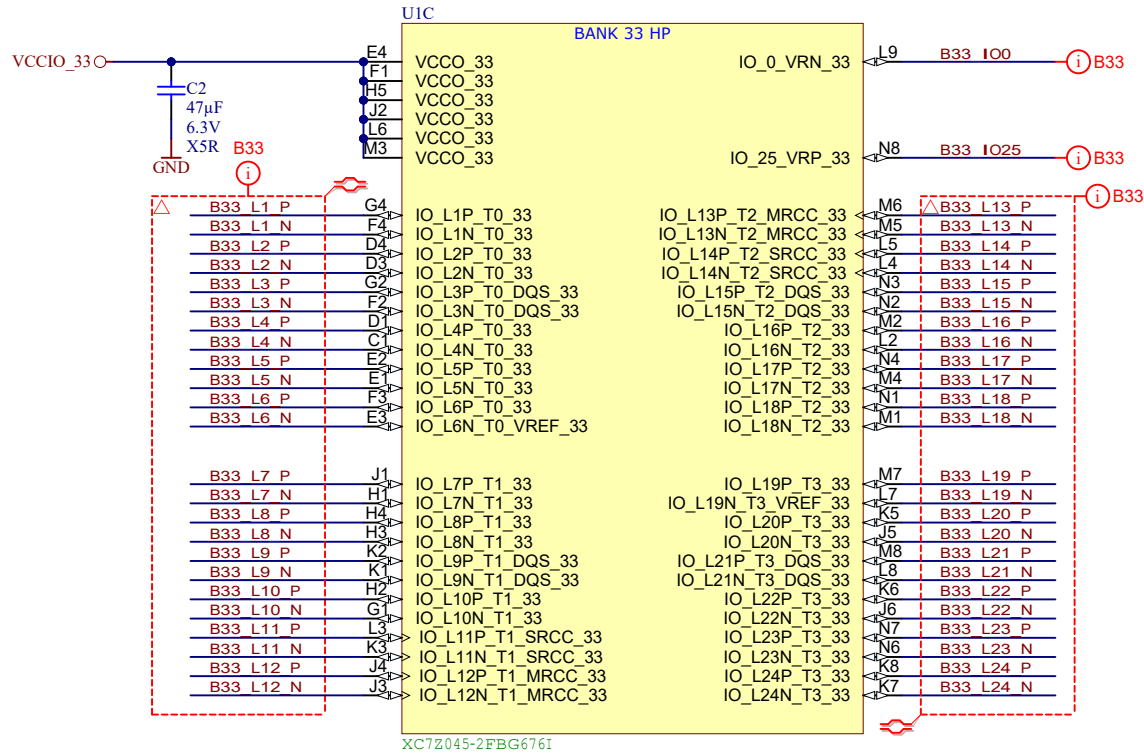 U1C
BANK 33 HP
VCCIO_33
E4 VCCO_33
F1 VCCO_33
H5 VCCO_33
J2 VCCO_33
L6 VCCO_33
M3 VCCO_33
C2
47µF
6.3V
X5R
GND
B33
i
B33_L1_P G4 IO_L1P_T0_33
B33_L1_N F4 IO_L1N_T0_33
B33_L2_P D4 IO_L2P_T0_33
B33_L2_N D3 IO_L2N_T0_33
B33_L3_P G2 IO_L3P_T0_DQS_33
B33_L3_N F2 IO_L3N_T0_DQS_33
B33_L4_P D1 IO_L4P_T0_33
B33_L4_N C1 IO_L4N_T0_33
B33_L5_P E2 IO_L5P_T0_33
B33_L5_N E1 IO_L5N_T0_33
B33_L6_P F3 IO_L6P_T0_33
B33_L6_N E3 IO_L6N_T0_VREF_33
B33_L7_P J1 IO_L7P_T1_33
B33_L7_N H1 IO_L7N_T1_33
B33_L8_P H4 IO_L8P_T1_33
B33_L8_N H3 IO_L8N_T1_33
B33_L9_P K2 IO_L9P_T1_DQS_33
B33_L9_N K1 IO_L9N_T1_DQS_33
B33_L10_P H2 IO_L10P_T1_33
B33_L10_N G1 IO_L10N_T1_33
B33_L11_P L3 IO_L11P_T1_SRCC_33
B33_L11_N K3 IO_L11N_T1_SRCC_33
B33_L12_P J4 IO_L12P_T1_MRCC_33
B33_L12_N J3 IO_L12N_T1_MRCC_33
IO_0_VRN_33 L9 B33_IO0 i B33
IO_25_VRP_33 N8 B33_IO25 i B33
i B33
IO_L13P_T2_MRCC_33 M6 B33_L13_P
IO_L13N_T2_MRCC_33 M5 B33_L13_N
IO_L14P_T2_SRCC_33 L5 B33_L14_P
IO_L14N_T2_SRCC_33 L4 B33_L14_N
IO_L15P_T2_DQS_33 N3 B33_L15_P
IO_L15N_T2_DQS_33 N2 B33_L15_N
IO_L16P_T2_33 M2 B33_L16_P
IO_L16N_T2_33 L2 B33_L16_N
IO_L17P_T2_33 N4 B33_L17_P
IO_L17N_T2_33 M4 B33_L17_N
IO_L18P_T2_33 N1 B33_L18_P
IO_L18N_T2_33 M1 B33_L18_N
IO_L19P_T3_33 M7 B33_L19_P
IO_L19N_T3_VREF_33 L7 B33_L19_N
IO_L20P_T3_33 K5 B33_L20_P
IO_L20N_T3_33 J5 B33_L20_N
IO_L21P_T3_DQS_33 M8 B33_L21_P
IO_L21N_T3_DQS_33 L8 B33_L21_N
IO_L22P_T3_33 K6 B33_L22_P
IO_L22N_T3_33 J6 B33_L22_N
IO_L23P_T3_33 N7 B33_L23_P
IO_L23N_T3_33 N6 B33_L23_N
IO_L24P_T3_33 K8 B33_L24_P
IO_L24N_T3_33 K7 B33_L24_N
XC7Z045-2FBG676I